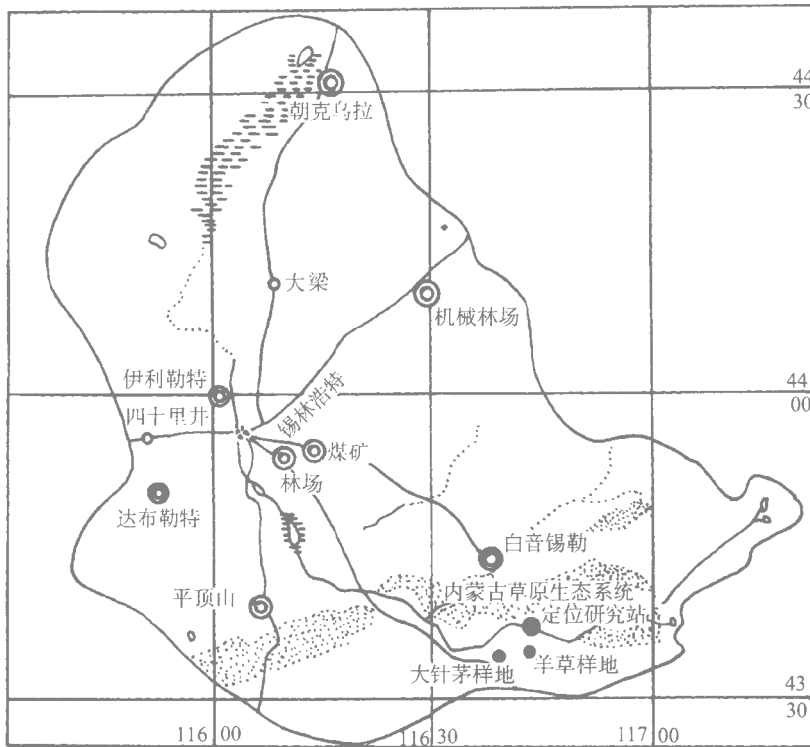 44
30
朝克乌拉
大梁
机械林场
伊利勒特
44
00
四十里井
锡林浩特
煤矿
林场
达布勒特
白音锡勒
平顶山
内蒙古草原生态系统
定位研究站
大针茅样地
羊草样地
43
30
116 00
116 30
117 00